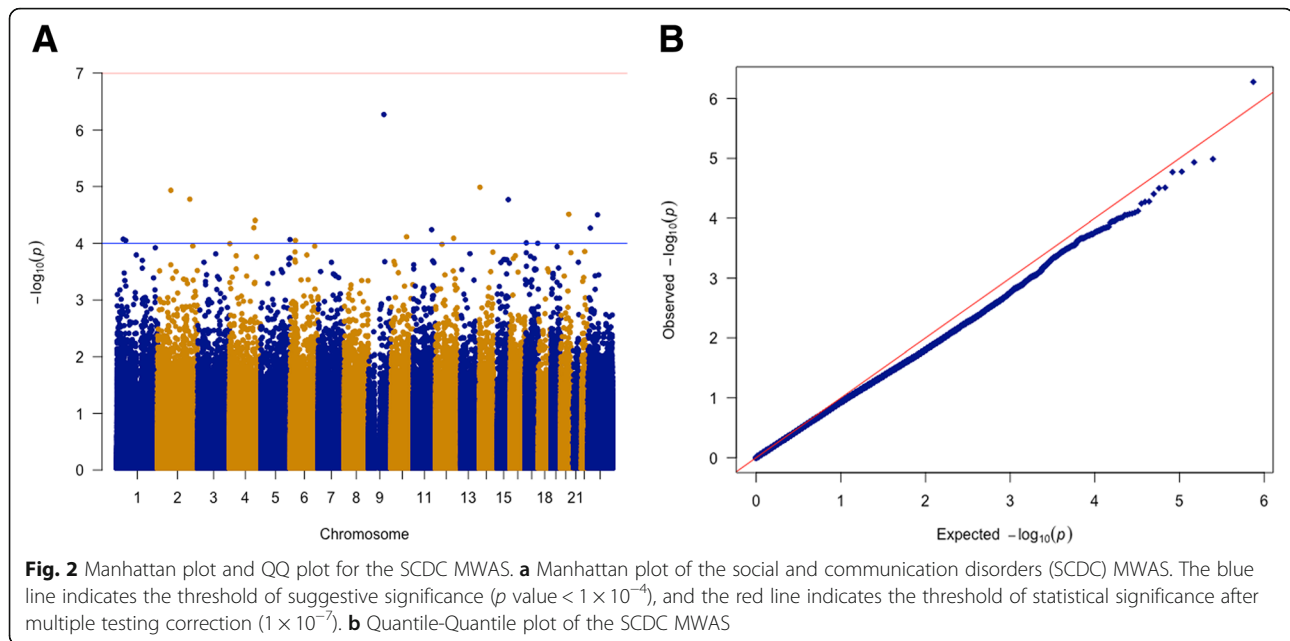 A
7
6
5
4
3
2
1
0
−log₁₀(p)
1 2 3 4 5 6 7 8 9 11 13 15 18 21
Chromosome
B
6
5
4
3
2
1
0
Observed −log₁₀(p)
0 1 2 3 4 5 6
Expected −log₁₀(p)
Fig. 2 Manhattan plot and QQ plot for the SCDC MWAS. a Manhattan plot of the social and communication disorders (SCDC) MWAS. The blue
line indicates the threshold of suggestive significance (p value < 1 × 10⁻⁴), and the red line indicates the threshold of statistical significance after
multiple testing correction (1 × 10⁻⁷). b Quantile-Quantile plot of the SCDC MWAS